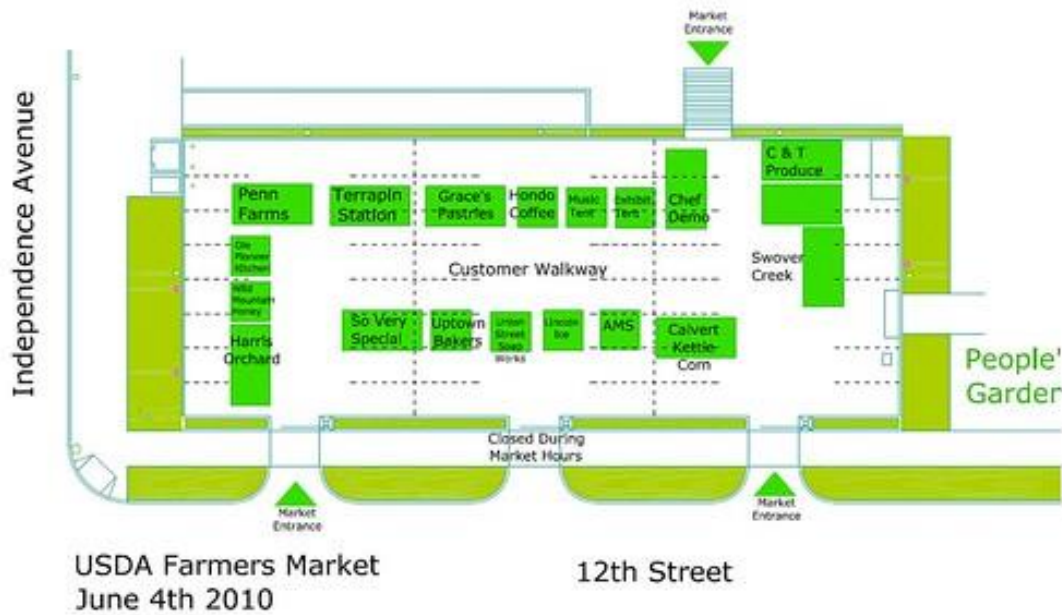 Market
Entrance
Independence Avenue
C & T
Produce
Penn
Farms
Terrapin
Station
Grace's
Pastries
Hondo
Coffee
Music
Tent
Exhibit
Tent
Chef
Demo
Ole
Pioneer
Kitchen
Swover
Creek
Customer Walkway
Wild
Mountain
Honey
Harris
Orchard
So Very
Special
Uptown
Bakers
Union
Street
Soap
Works
Lincoln
Ice
AMS
Calvert
Kettle
Corn
People'
Garden
Closed During
Market Hours
Market
Entrance
Market
Entrance
USDA Farmers Market
June 4th 2010
12th Street